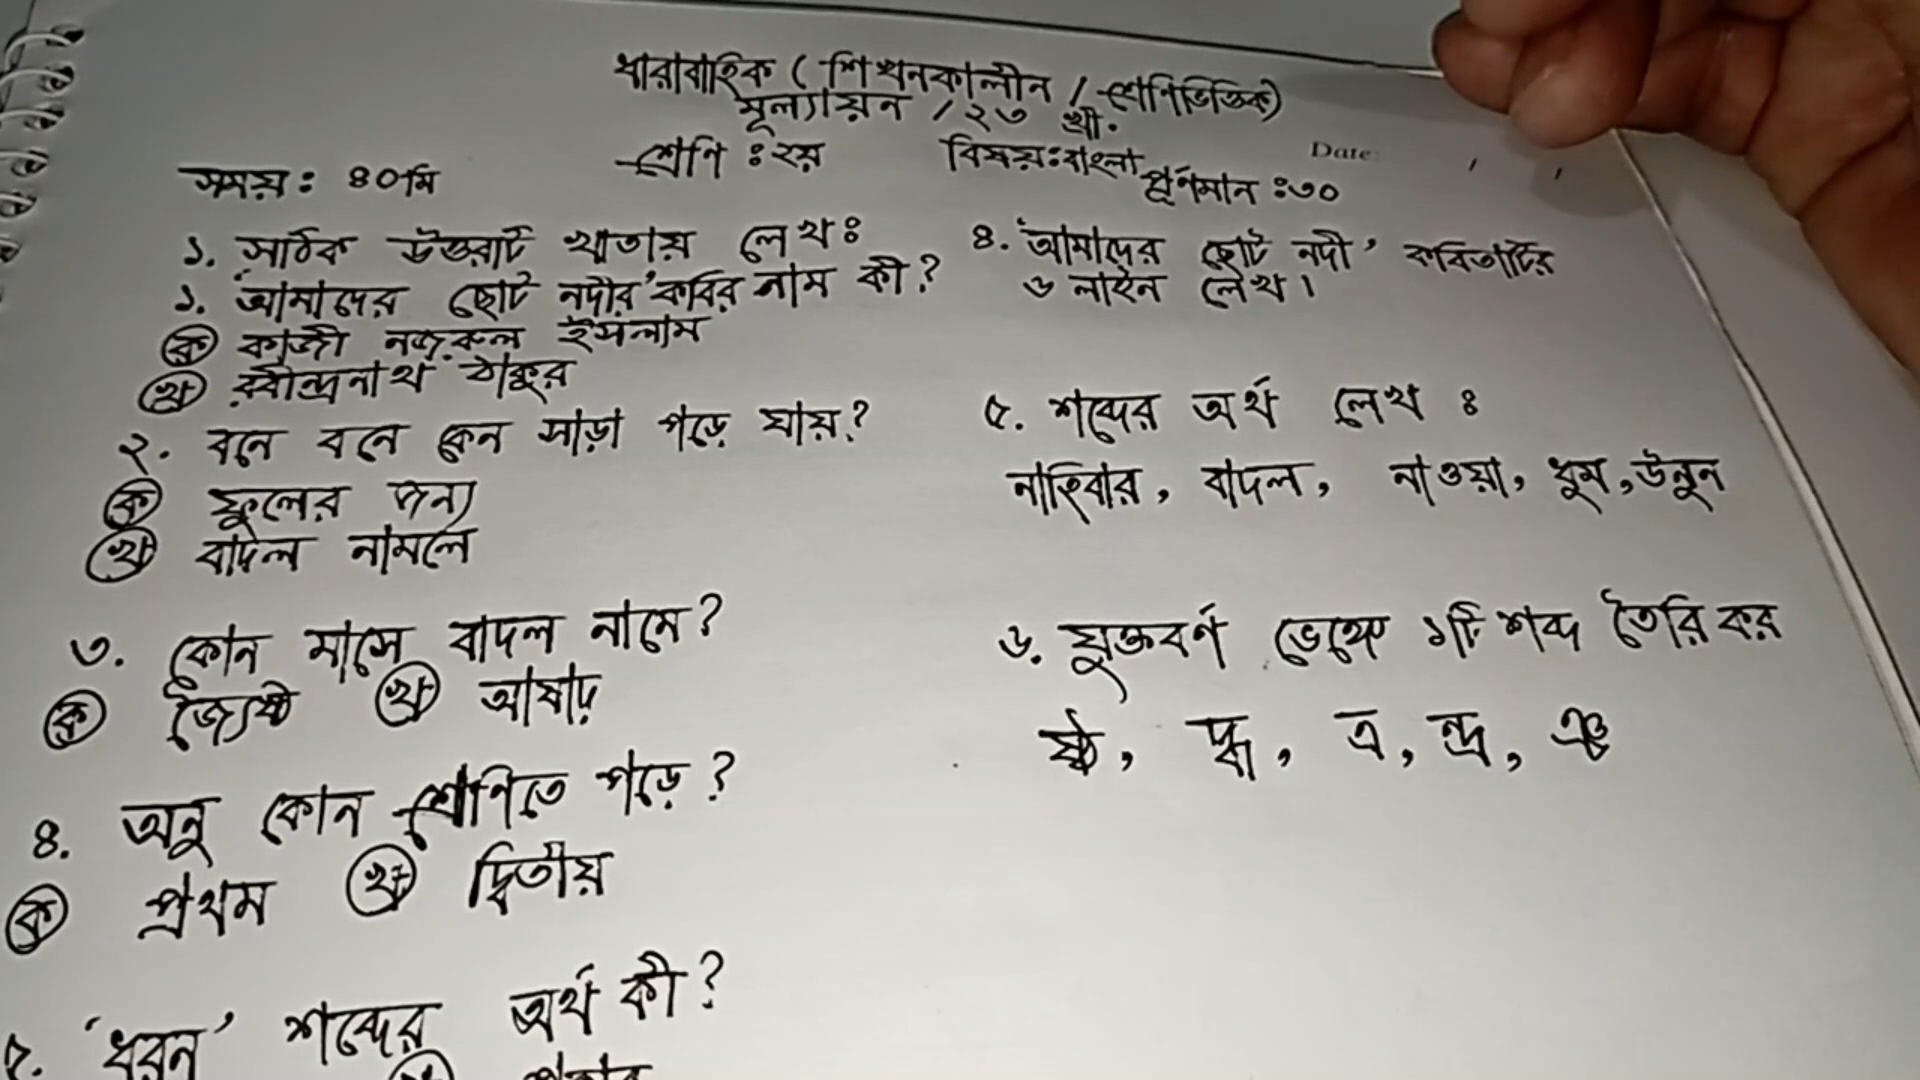 ধারাবাহিক ( শিখনকালীন / শ্রেণিভিত্তিক)
মূল্যায়ন /২৩ খ্রী.
শ্রেণি ঃ ২য় বিষয়ঃ বাংলা
Date:
সময়ঃ ৪০মি
পূর্ণমান ঃ ৩০
১. সঠিক উত্তরটি খাতায় লেখ ঃ
১. 'আমাদের ছোট নদীর' কবির নাম কী?
ক কাজী নজরুল ইসলাম
খ রবীন্দ্রনাথ ঠাকুর
২. বনে বনে কেন সাড়া পড়ে যায়?
ক ফুলের জন্য
খ বাদল নামলে
৩. কোন মাসে বাদল নামে?
ক জ্যৈষ্ঠ খ আষাঢ়
৪. অনু কোন শ্রেণিতে পড়ে?
ক প্রথম খ দ্বিতীয়
৫. 'ধরন' শব্দের অর্থ কী?
খ প্রকার
৪. 'আমাদের ছোট নদী' কবিতাটির
৬ লাইন লেখ।
৫. শব্দের অর্থ লেখ ঃ
নাহিবার, বাদল, নাওয়া, ধুম, উনুন
৬. যুক্তবর্ণ ভেঙ্গে ১টি শব্দ তৈরি কর
ষ্ঠ, দ্ধ, ত্র, ন্দ্র, ঞ্চ